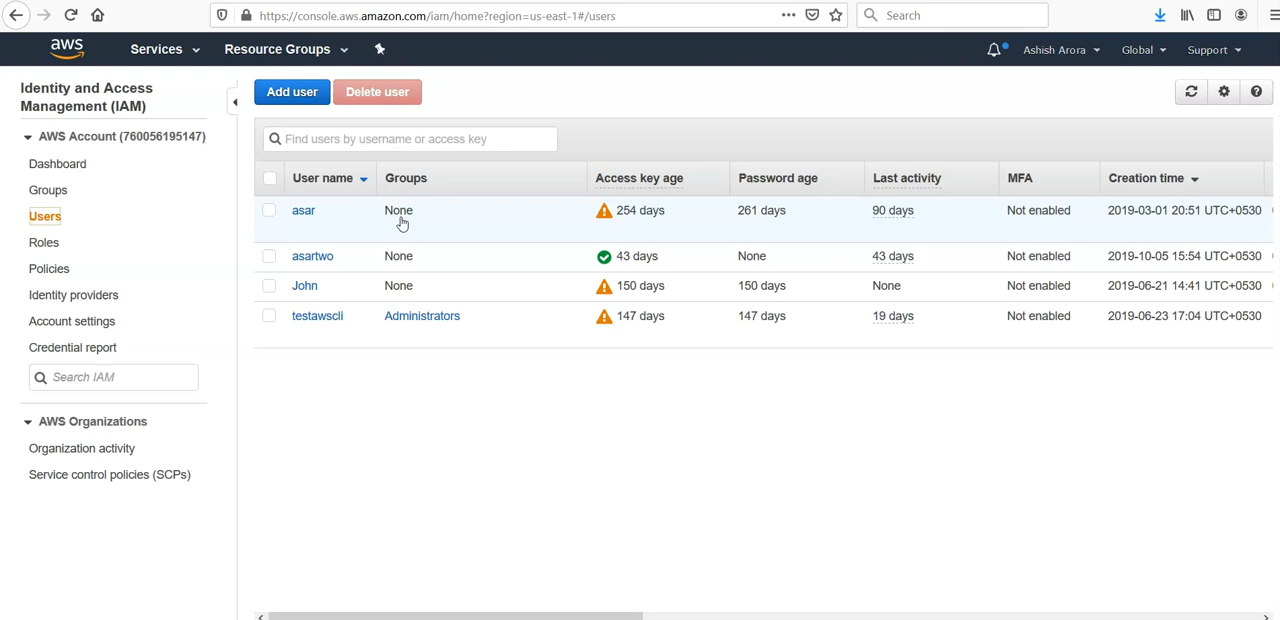 https://console.aws.amazon.com/iam/home?region=us-east-1#/users
Search
aws
Services
Resource Groups
Ashish Arora
Global
Support
Identity and Access
Management (IAM)
AWS Account (760056195147)
Dashboard
Groups
Users
Roles
Policies
Identity providers
Account settings
Credential report
Search IAM
AWS Organizations
Organization activity
Service control policies (SCPs)
Add user
Delete user
Find users by username or access key
User name Groups Access key age Password age Last activity MFA Creation time
asar None 254 days 261 days 90 days Not enabled 2019-03-01 20:51 UTC+0530
asartwo None 43 days None 43 days Not enabled 2019-10-05 15:54 UTC+0530
John None 150 days 150 days None Not enabled 2019-06-21 14:41 UTC+0530
testawscli Administrators 147 days 147 days 19 days Not enabled 2019-06-23 17:04 UTC+0530